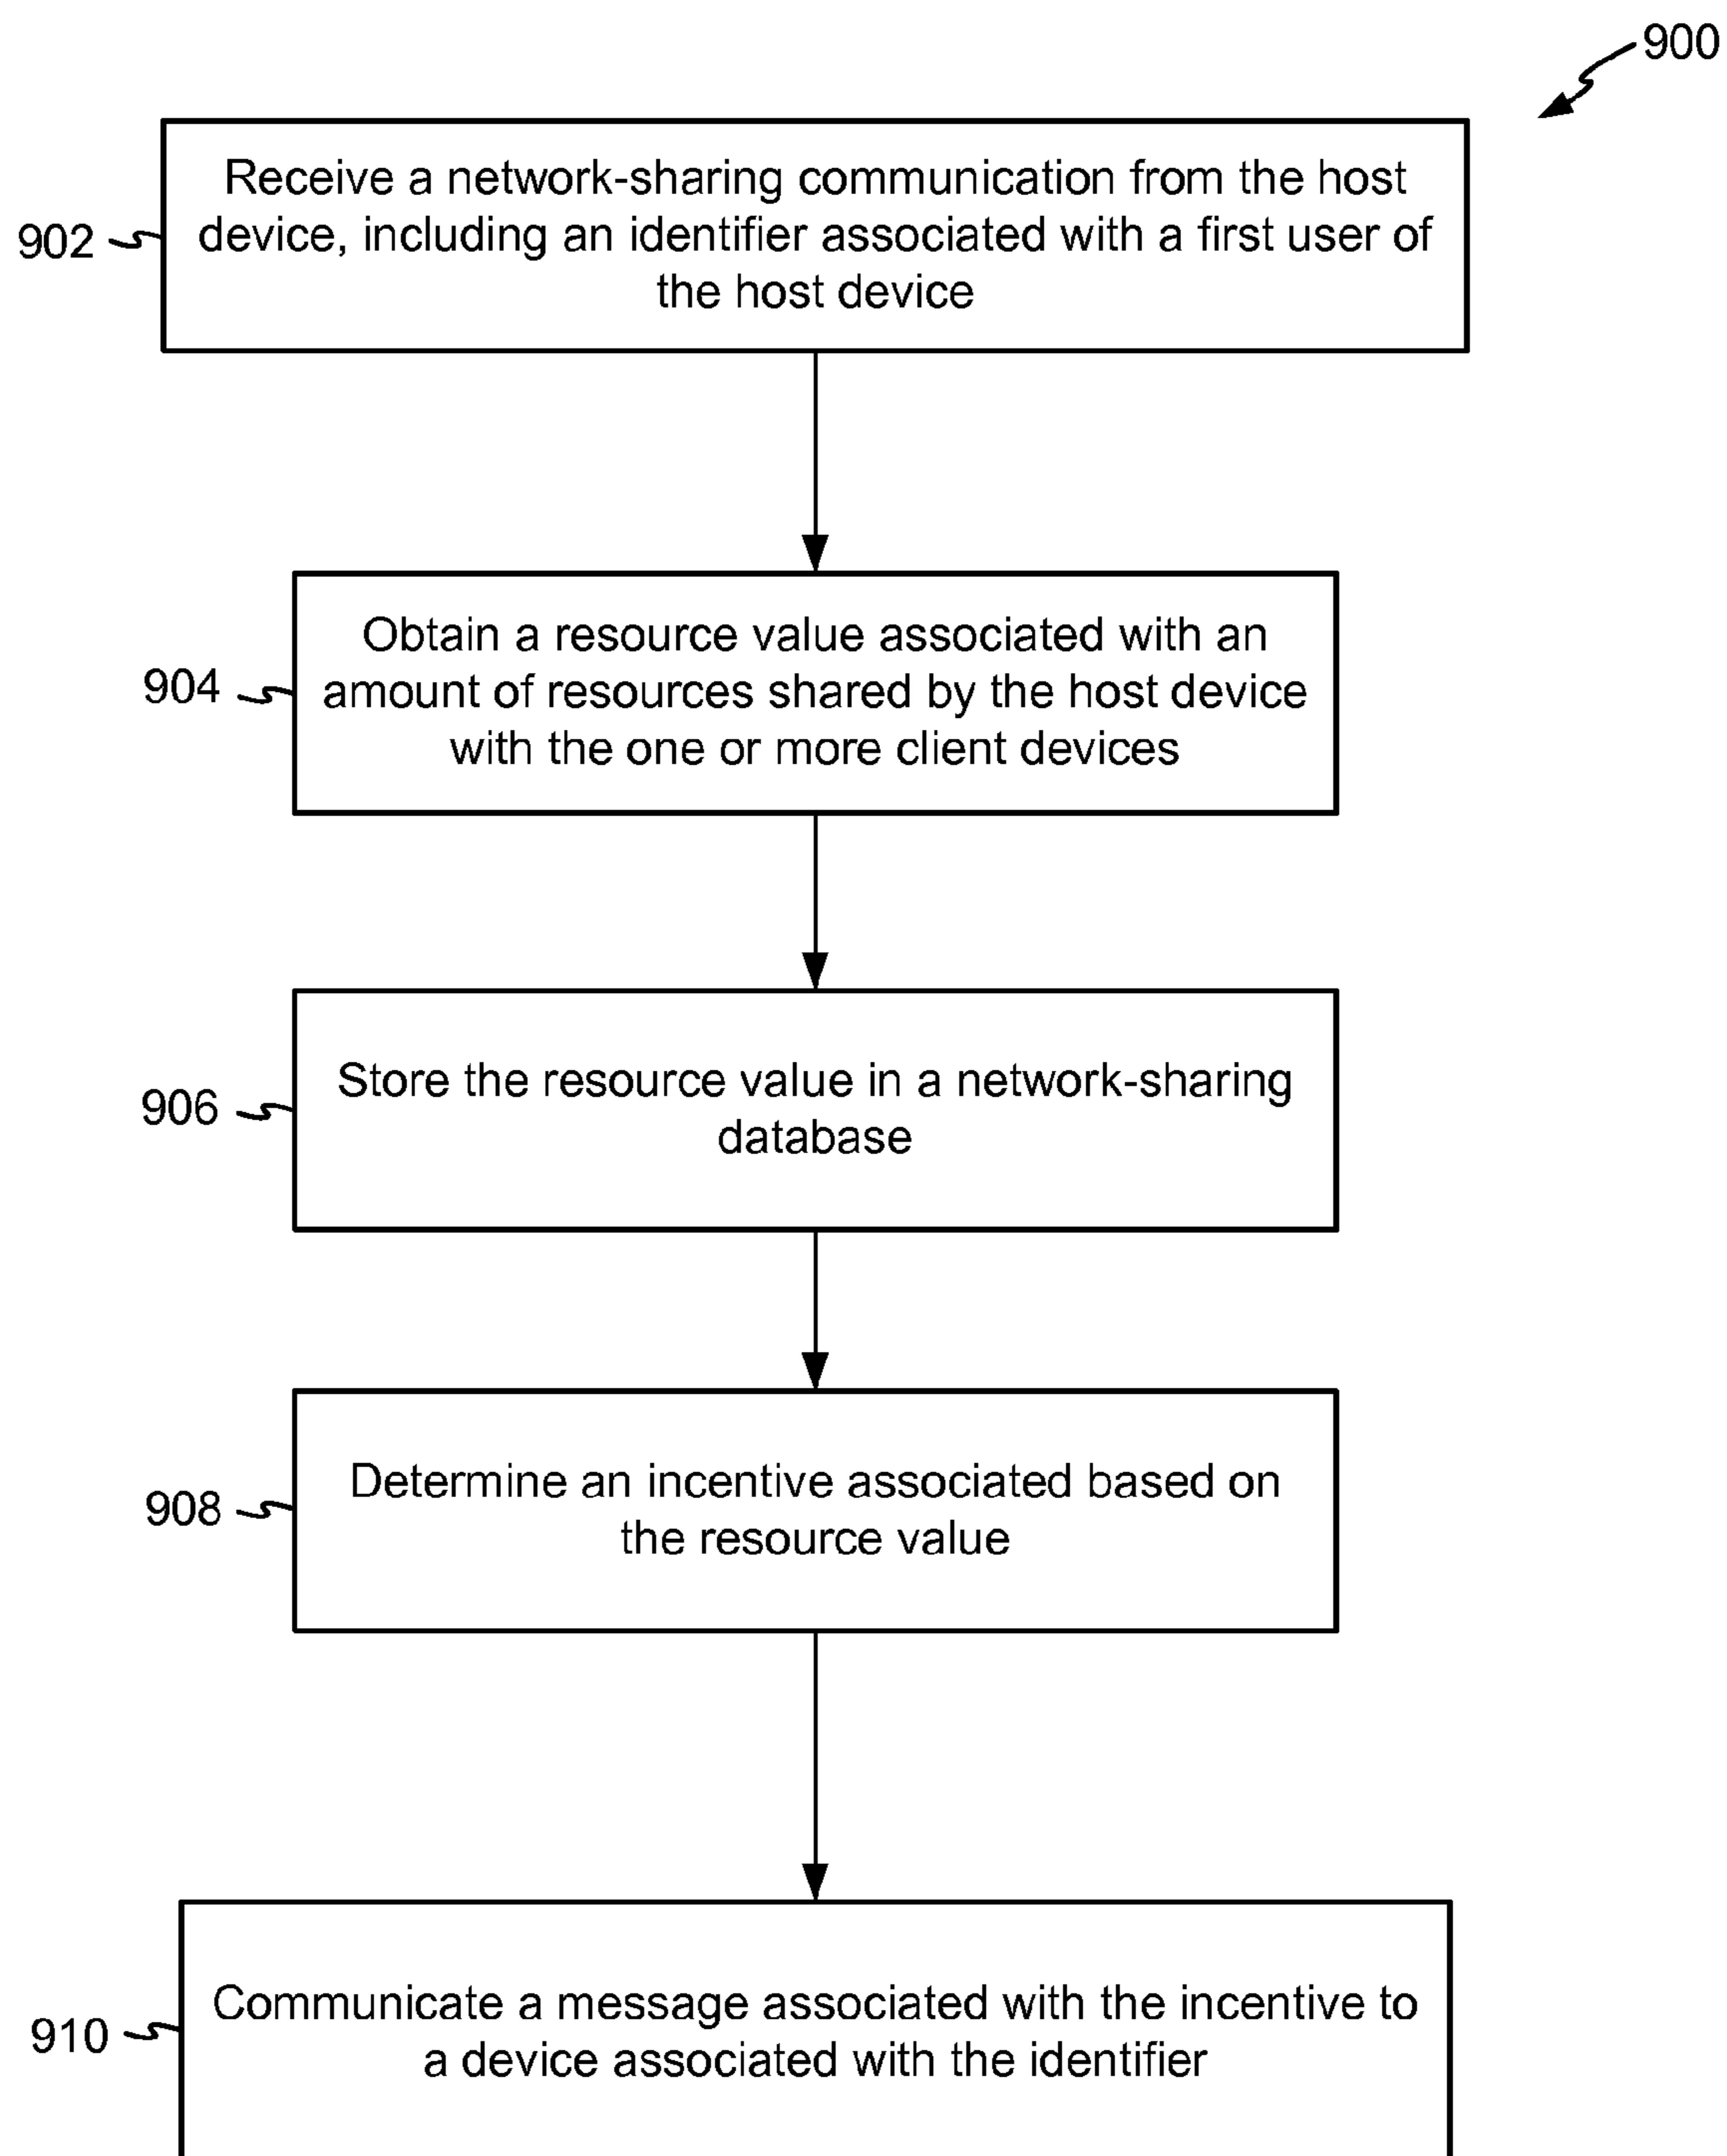 900
902
Receive a network-sharing communication from the host
device, including an identifier associated with a first user of
the host device
904
Obtain a resource value associated with an
amount of resources shared by the host device
with the one or more client devices
906
Store the resource value in a network-sharing
database
908
Determine an incentive associated based on
the resource value
910
Communicate a message associated with the incentive to
a device associated with the identifier